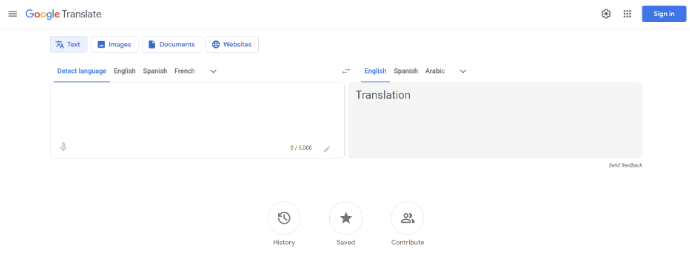 Google Translate
Sign in
Text
Images
Documents
Websites
Detect language
English
Spanish
French
English
Spanish
Arabic
Translation
0 / 5,000
Send feedback
History
Saved
Contribute